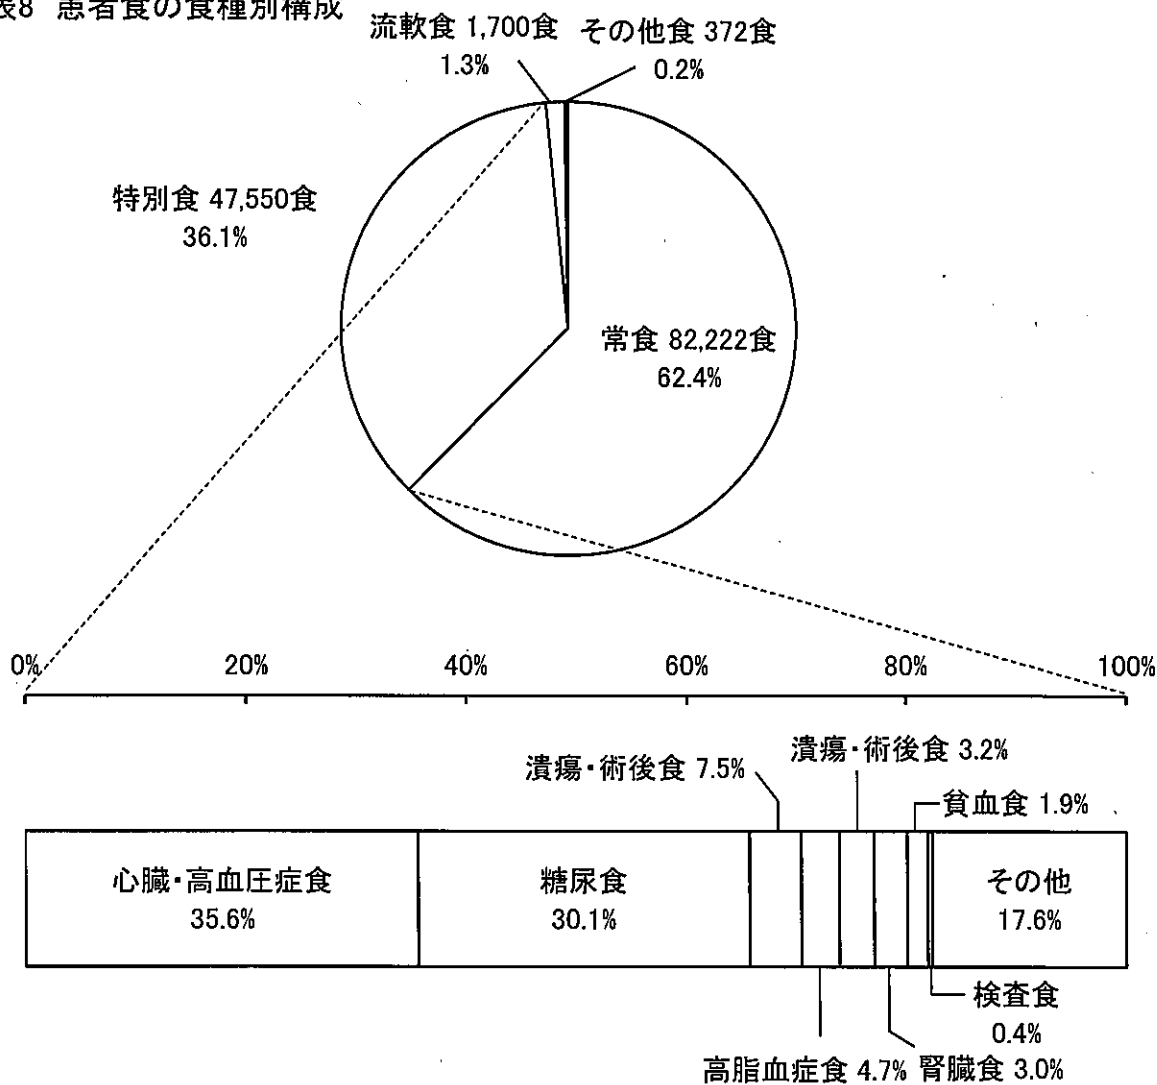 表8 患者食の食種別構成
流軟食 1,700食
1.3%
その他食 372食
0.2%
特別食 47,550食
36.1%
常食 82,222食
62.4%
0%
20%
40%
60%
80%
100%
潰瘍・術後食 7.5%
潰瘍・術後食 3.2%
貧血食 1.9%
心臓・高血圧症食
35.6%
糖尿食
30.1%
その他
17.6%
検査食
0.4%
高脂血症食 4.7%
腎臓食 3.0%